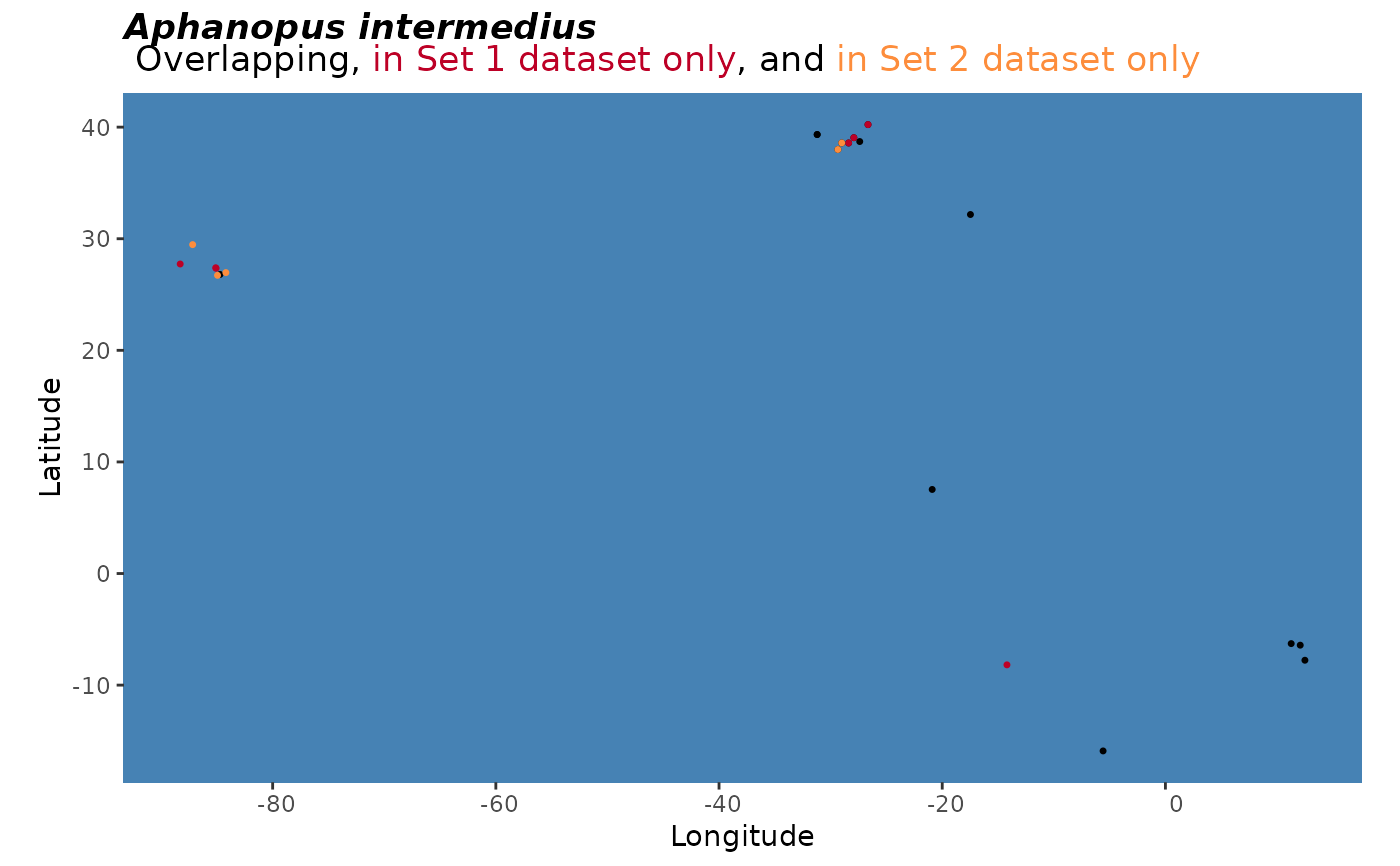 Aphanopus intermedius
Overlapping, in Set 1 dataset only, and in Set 2 dataset only
40
30
20
10
0
-10
Latitude
-80 -60 -40 -20 0
Longitude